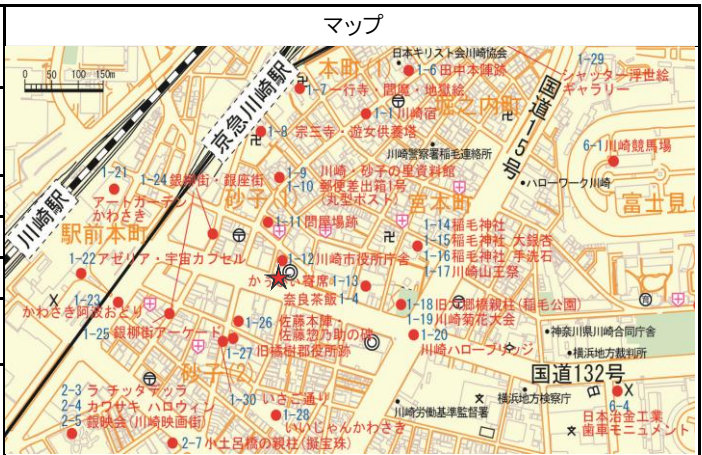 マップ
0 50 100 150m
日本キリスト会川崎協会
本町(1)
1-6 田中本陣跡
1-29
シャッター浮世絵
ギャラリー
1-7 一行寺・閻魔・地獄絵
堀之内町
国道15号
1-1 川崎宿
京急川崎駅
1-8 宗三寺・遊女供養塔
川崎警察署稲毛連絡所
6-1 川崎競馬場
1-21
アートガーデン
かわさき
1-24 銀柳街・銀座街
1-9 川崎・砂子の里資料館
1-10 郵便差出箱1号
(丸型ポスト)
ハローワーク川崎
砂子(1)
宮本町
富士見(
川崎駅
駅前本町
1-11 問屋場跡
1-14 稲毛神社
1-15 稲毛神社 大銀杏
1-16 稲毛神社 手洗石
1-17 川崎山王祭
1-22 アゼリア・宇宙カプセル
1-12 川崎市役所庁舎
寄席 1-13
奈良茶飯 1-4
1-23
かわさき阿波おどり
1-18 旧六郷橋親柱(稲毛公園)
1-19 川崎菊花大会
1-20
川崎ハローブリッジ
1-25 銀柳街アーケード
1-26 佐藤本陣・
佐藤惣乃助の碑
1-27
旧橘樹郡役所跡
神奈川県川崎合同庁舎
横浜地方裁判所
砂子(2)
国道132号
2-3 ラ チッタデッラ
2-4 カワサキ ハロウィン
2-5 銀映会(川崎映画街)
1-30 いさご通り
1-28
いいじゃんかわさき
横浜地方検察庁
川崎労働基準監督署
6-4
日本冶金工業
歯車モニュメント
2-7 小土呂橋の親柱(擬宝珠)